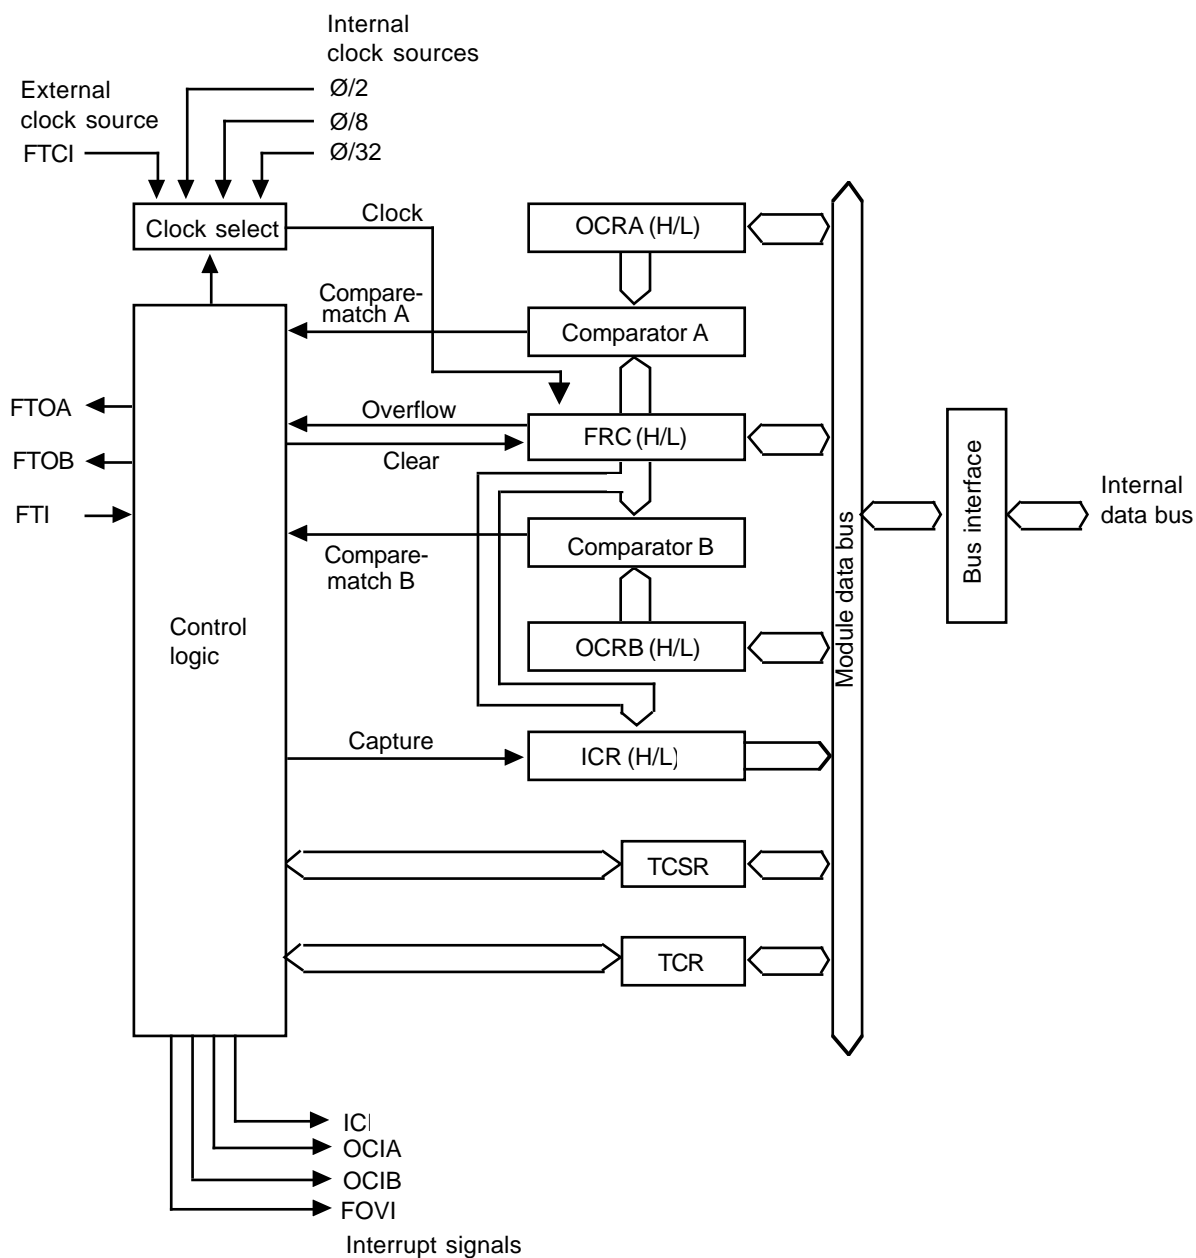 Internal
clock sources
Ø/2
External
clock source
Ø/8
FTCI
Ø/32
Clock select
Clock
OCRA (H/L)
Compare-
match A
Comparator A
FTOA
Overflow
FRC (H/L)
FTOB
Clear
FTI
Compare-
match B
Comparator B
Module data bus
Bus interface
Internal
data bus
Control
logic
OCRB (H/L)
Capture
ICR (H/L)
TCSR
TCR
ICI
OCIA
OCIB
FOVI
Interrupt signals